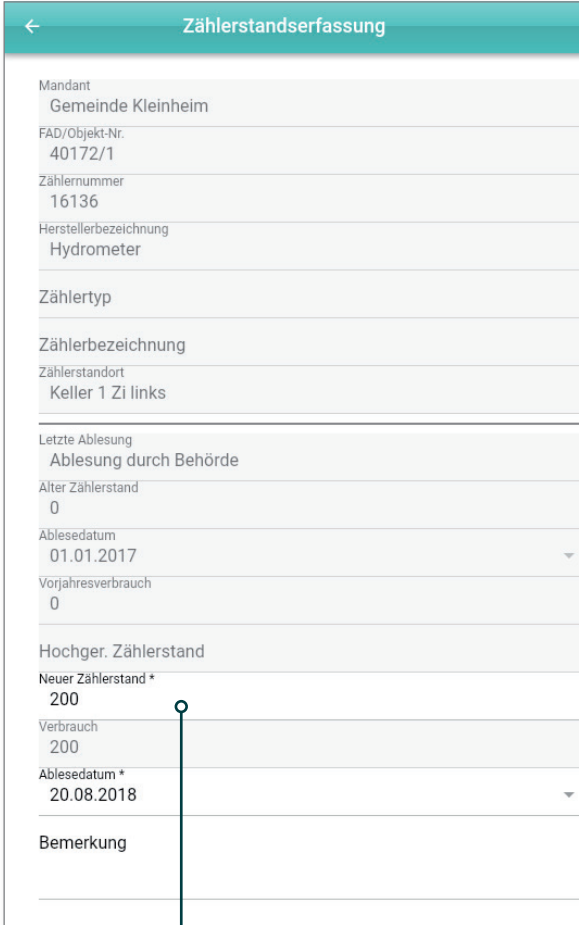 Zählerstandserfassung
Mandant
Gemeinde Kleinheim
FAD/Objekt-Nr.
40172/1
Zählernummer
16136
Herstellerbezeichnung
Hydrometer
Zählertyp
Zählerbezeichnung
Zählerstandort
Keller 1 Zi links
Letzte Ablesung
Ablesung durch Behörde
Alter Zählerstand
0
Ablesedatum
01.01.2017
Vorjahresverbrauch
0
Hochger. Zählerstand
Neuer Zählerstand *
200
Verbrauch
200
Ablesedatum *
20.08.2018
Bemerkung